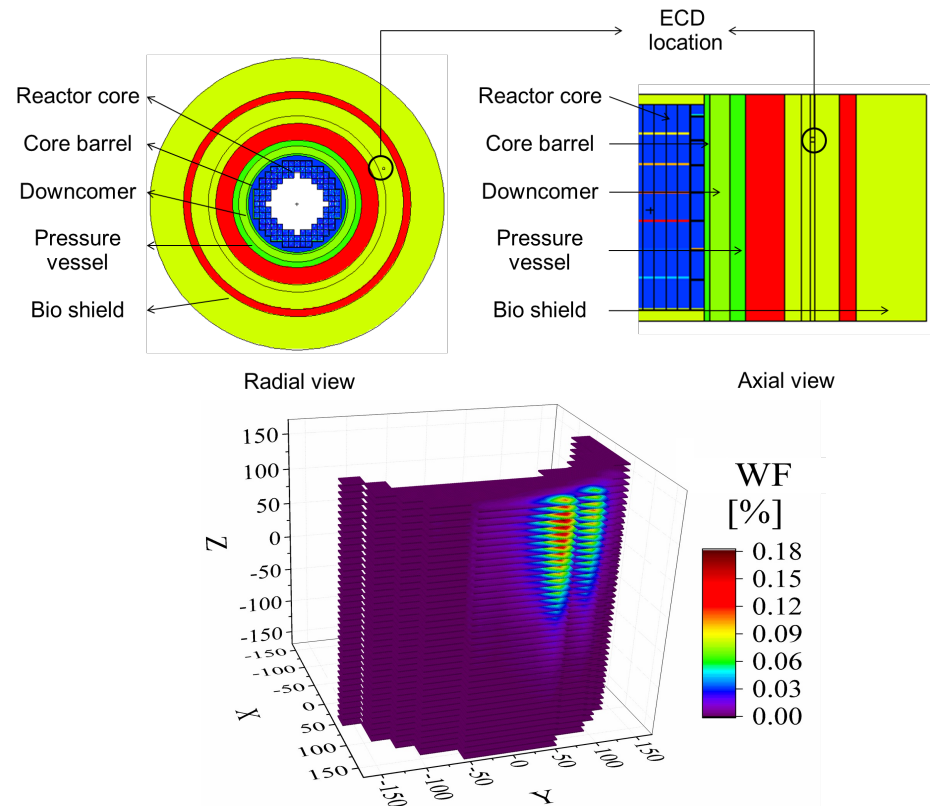 ECD
location
Reactor core
Core barrel
Downcomer
Pressure
vessel
Bio shield
Reactor core
Core barrel
Downcomer
Pressure
vessel
Bio shield
Radial view
Axial view
150
100
50
0
-50
-100
-150
Z
-150
-100
-50
0
50
100
150
X
-150
-100
-50
0
50
100
150
Y
WF
[%]
0.18
0.15
0.12
0.09
0.06
0.03
0.00